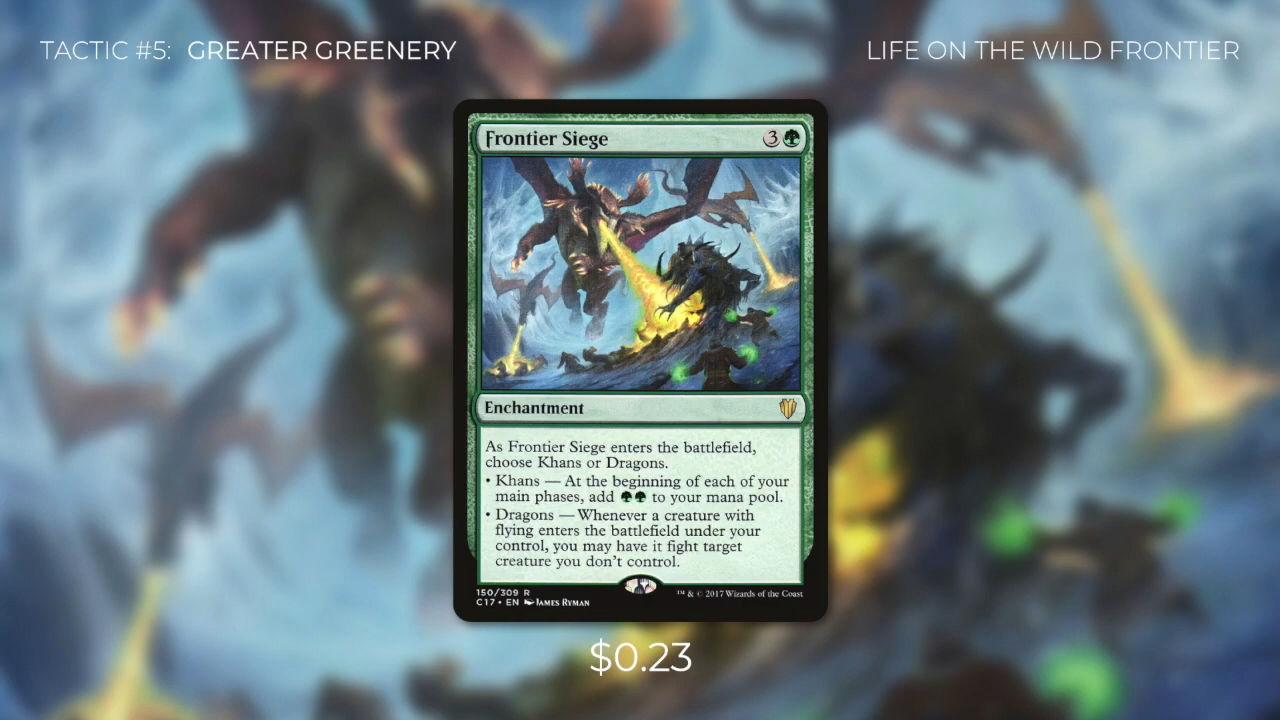 TACTIC #5: GREATER GREENERY
LIFE ON THE WILD FRONTIER
Frontier Siege 3
Enchantment
As Frontier Siege enters the battlefield,
choose Khans or Dragons.
• Khans — At the beginning of each of your
main phases, add to your mana pool.
• Dragons — Whenever a creature with
flying enters the battlefield under your
control, you may have it fight target
creature you don't control.
150/309 R
C17 • EN James Ryman
™ & © 2017 Wizards of the Coast
$0.23